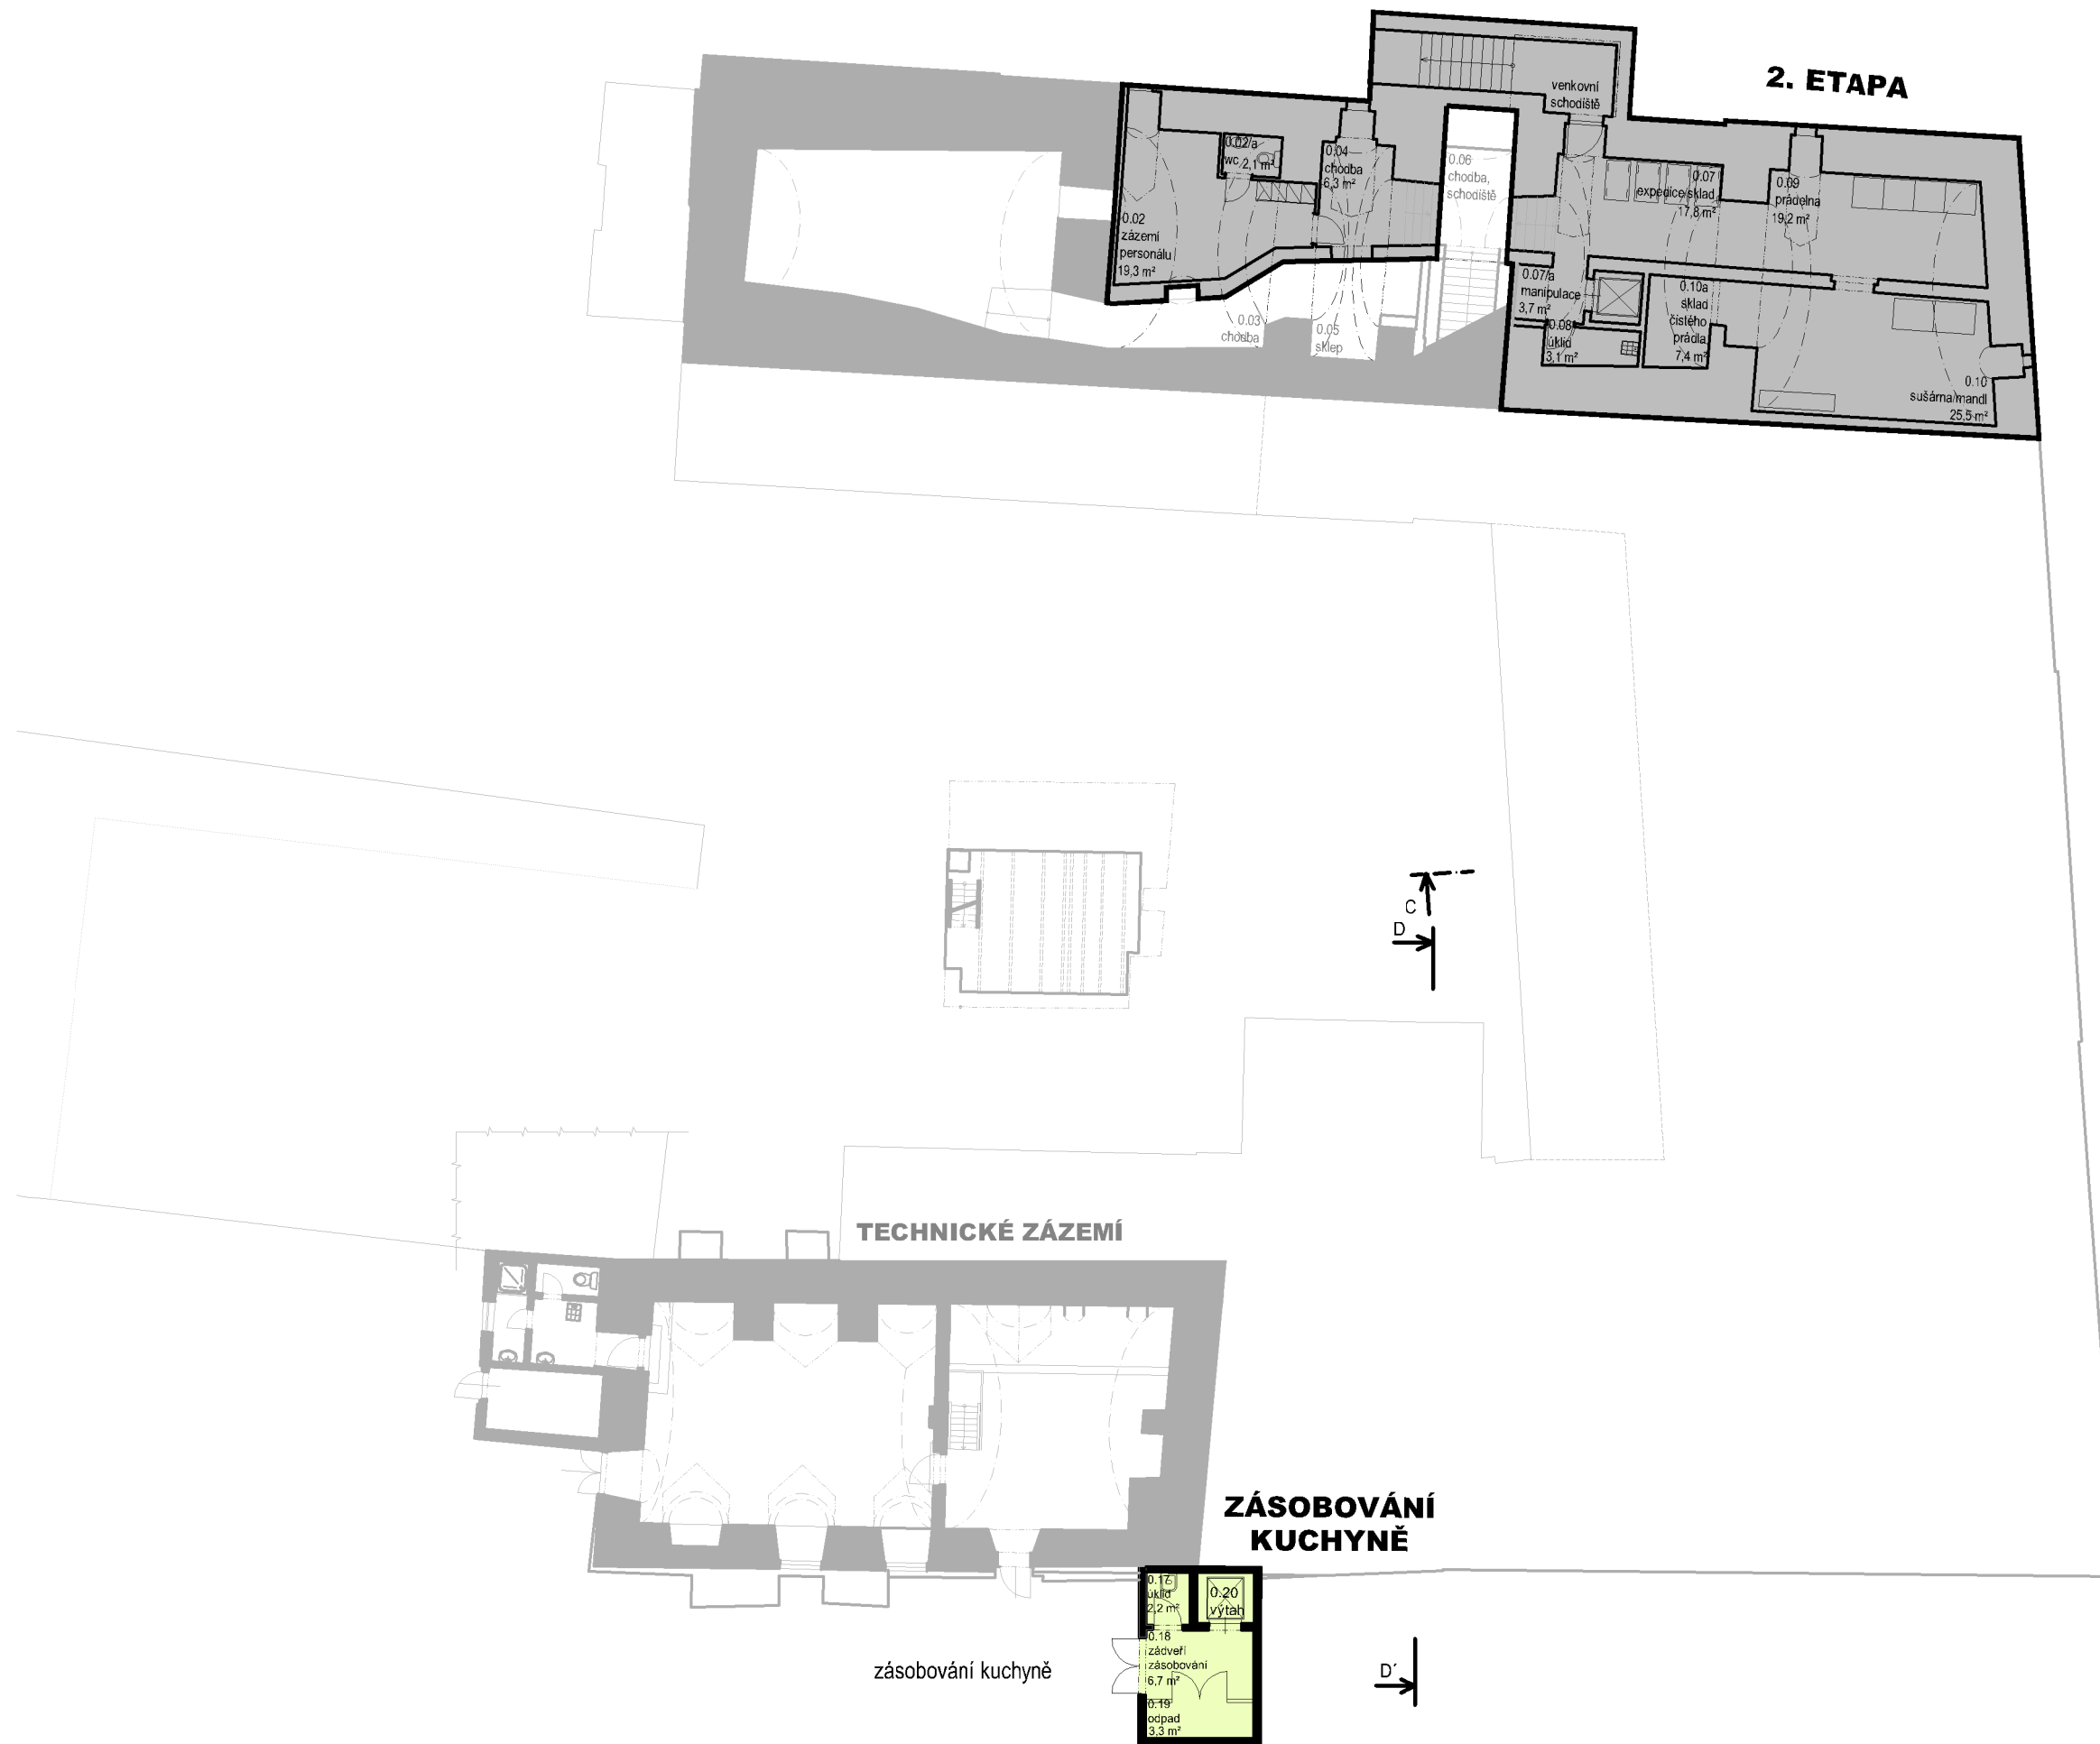 2. ETAPA
venkovní
schodiště
0.02/a
wc 2,1 m²
0.04
chodba
6,3 m²
0.06
chodba,
schodiště
0.07
expedice/sklad
17,8 m²
0.09
prádelna
19,2 m²
0.02
zázemí
personálu
19,3 m²
0.07/a
manipulace
3,7 m²
0.10a
sklad
čistého
prádla
7,4 m²
0.03
chodba
0.05
sklep
0.08
úklid
3,1 m²
0.10
sušárna/mandl
25,5 m²
C
D
TECHNICKÉ ZÁZEMÍ
ZÁSOBOVÁNÍ
KUCHYNĚ
0.17
úklid
2,2 m²
0.20
výtah
0.18
zádveří
zásobování
6,7 m²
0.19
odpad
3,3 m²
zásobování kuchyně
D´